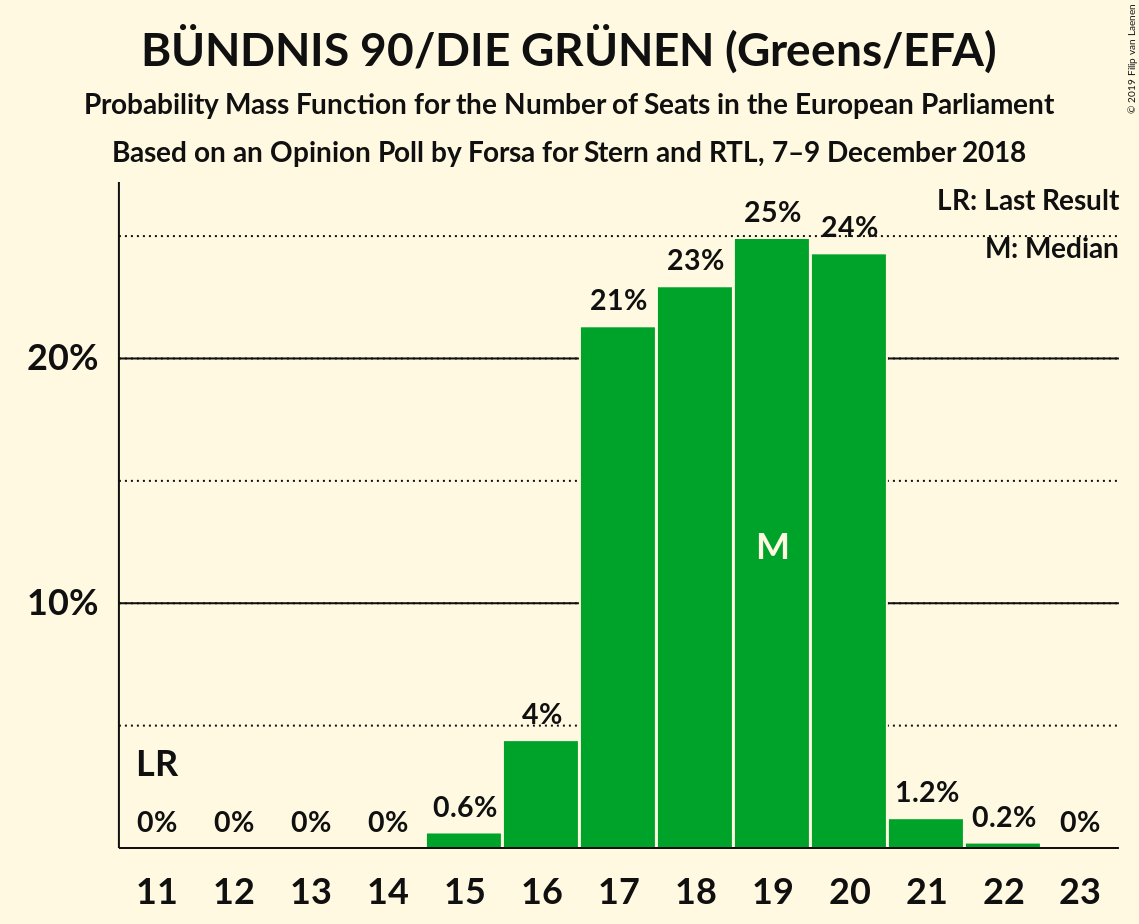 BÜNDNIS 90/DIE GRÜNEN (Greens/EFA)
Probability Mass Function for the Number of Seats in the European Parliament
Based on an Opinion Poll by Forsa for Stern and RTL, 7–9 December 2018
© 2019 Filip van Laenen
LR: Last Result
M: Median
25%
24%
23%
21%
20%
M
10%
4%
LR
0% 0% 0% 0% 0.6% 1.2% 0.2% 0%
11 12 13 14 15 16 17 18 19 20 21 22 23